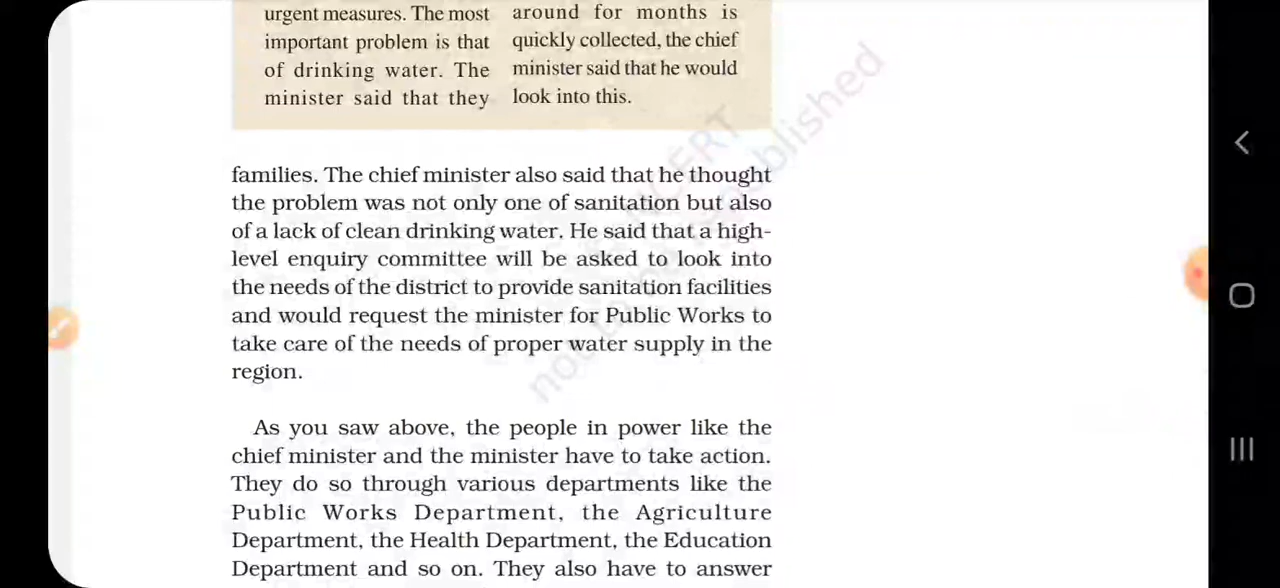 urgent measures. The most
important problem is that
of drinking water. The
minister said that they
around for months is
quickly collected, the chief
minister said that he would
look into this.
families. The chief minister also said that he thought
the problem was not only one of sanitation but also
of a lack of clean drinking water. He said that a high-
level enquiry committee will be asked to look into
the needs of the district to provide sanitation facilities
and would request the minister for Public Works to
take care of the needs of proper water supply in the
region.
As you saw above, the people in power like the
chief minister and the minister have to take action.
They do so through various departments like the
Public Works Department, the Agriculture
Department, the Health Department, the Education
Department and so on. They also have to answer